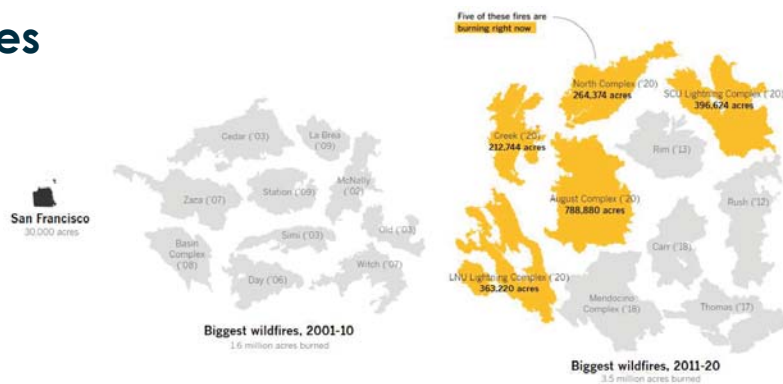 es
San Francisco
30,000 acres
Cedar ('03)
La Brea
('09)
McNally
('02)
Zaca ('07)
Station ('09)
Simi ('03)
Old ('03)
Basin
Complex
('08)
Day ('06)
Witch ('07)
Biggest wildfires, 2001-10
1.6 million acres burned
Five of these fires are
burning right now
North Complex ('20)
264,374 acres
SCU Lightning Complex ('20)
396,624 acres
Creek ('20)
212,744 acres
Rim ('13)
August Complex ('20)
788,880 acres
Rush ('12)
Carr ('18)
LNU Lightning Complex ('20)
363,220 acres
Mendocino
Complex ('18)
Thomas ('17)
Biggest wildfires, 2011-20
3.5 million acres burned